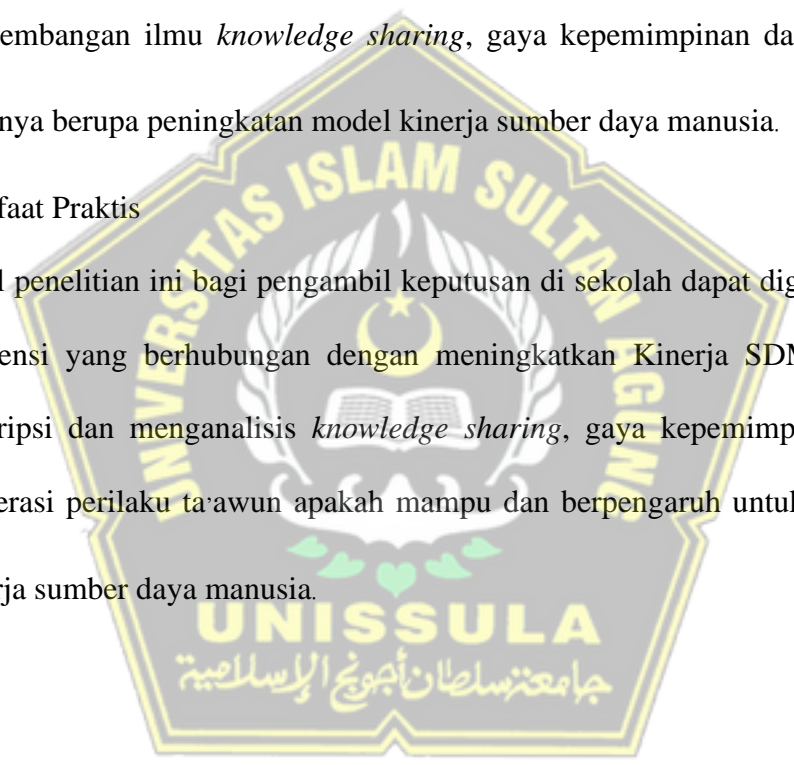 embangan ilmu knowledge sharing, gaya kepemimpinan da
nya berupa peningkatan model kinerja sumber daya manusia.
faat Praktis
l penelitian ini bagi pengambil keputusan di sekolah dapat dig
ensi yang berhubungan dengan meningkatkan Kinerja SDM
ripsi dan menganalisis knowledge sharing, gaya kepemimp
erasi perilaku ta'awun apakah mampu dan berpengaruh untuk
rja sumber daya manusia.
UNIVERSITAS ISLAM SULTAN AGUNG
UNISSULA
جامعة سلطان أجونج الإسلامية